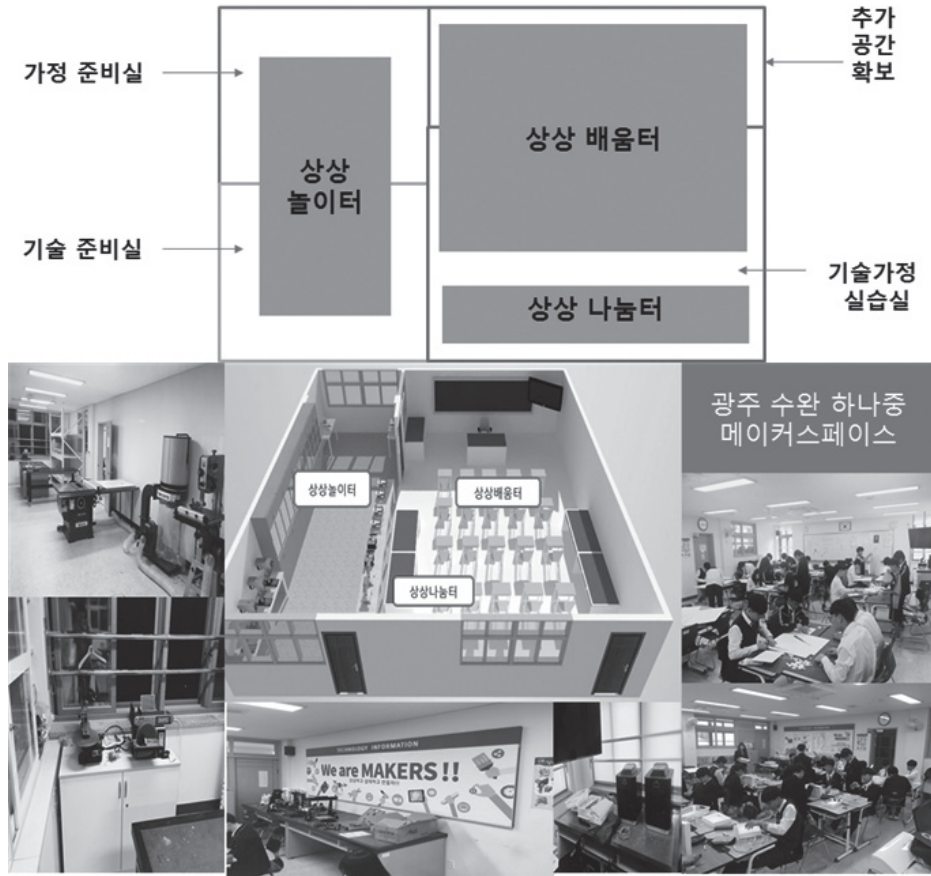 추가
공간
확보
가정 준비실
상상 배움터
상상
놀이터
기술 준비실
기술가정
실습실
상상 나눔터
광주 수완 하나중
메이커스페이스
상상놀이터
상상배움터
상상나눔터
TECHNOLOGY INFORMATION
We are MAKERS !!